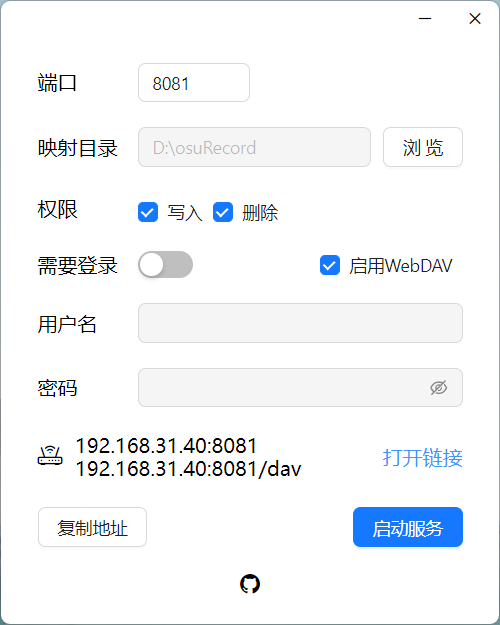 端口 8081
映射目录 D:\osuRecord 浏 览
权限 写入 删除
需要登录 启用WebDAV
用户名
密码
192.168.31.40:8081
192.168.31.40:8081/dav 打开链接
复制地址 启动服务